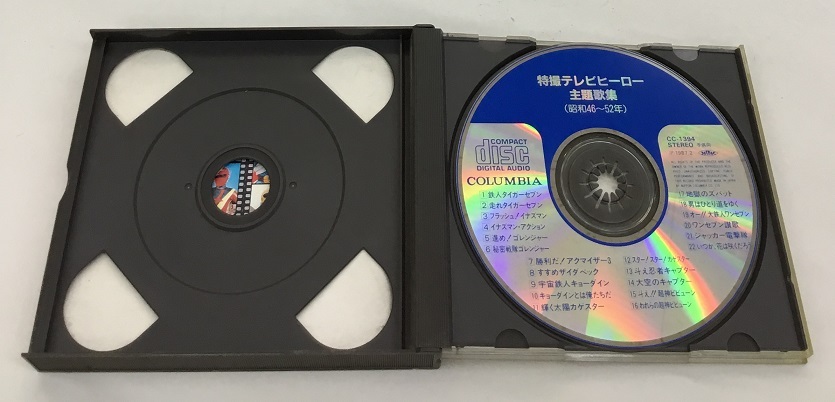 特撮テレビヒーロー
主題歌集
(昭和46〜52年)
COMPACT
disc
DIGITAL AUDIO
COLUMBIA
CC-1394
STEREO
1 鉄人タイガーセブン
2 走れタイガーセブン
3 フラッシュ!イナズマン
4 イナズマン・アクション
5 進め!ゴレンジャー
6 秘密戦隊ゴレンジャー
7 勝利だ!アクマイザー3
8 すすめザイダベック
9 宇宙鉄人キョーダイン
10 キョーダインとは俺たちだ
11 輝く太陽カゲスター
12 スター!スター!カゲスター
13 斗え忍者キャプター
14 大空のキャプター
15 斗え!!超神ビビューン
16 われらの超神ビビューン
17 地獄のズバット
18 男はひとり道をゆく
19 オー!!大鉄人ワンセブン
20 ワンセブン讃歌
21 ジャッカー電撃隊
22 いつか、花は咲くだろう